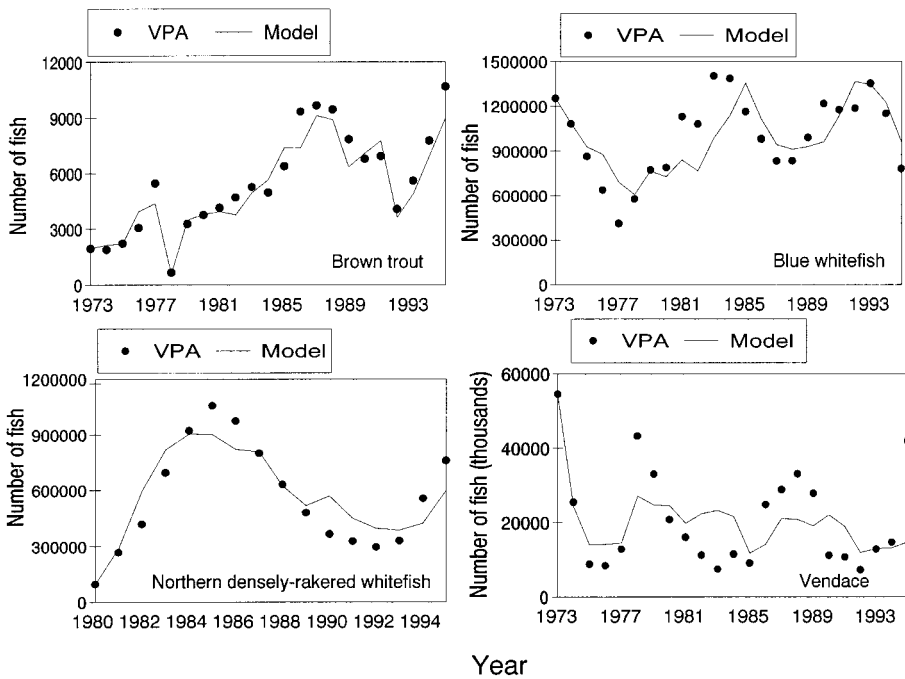 VPA Model
Number of fish
12000
9000
6000
3000
0
Brown trout
1973 1977 1981 1985 1989 1993
VPA Model
Number of fish
1500000
1200000
900000
600000
300000
0
Blue whitefish
1973 1977 1981 1985 1989 1993
VPA Model
Number of fish
1200000
900000
600000
300000
0
Northern densely-rakered whitefish
1980 1982 1984 1986 1988 1990 1992 1994
VPA Model
Number of fish (thousands)
60000
40000
20000
0
Vendace
1973 1977 1981 1985 1989 1993
Year